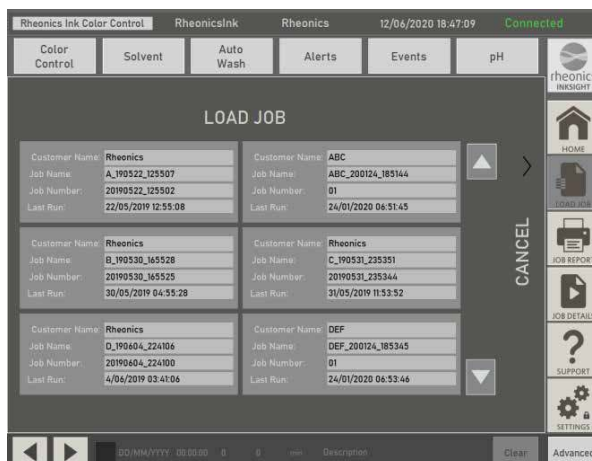 Rheonics Ink Color Control RheonicsInk Rheonics 12/06/2020 18:47:09 Connected
Color Control Solvent Auto Wash Alerts Events pH
rheonics
INKSIGHT
LOAD JOB
Customer Name: Rheonics
Job Name: A_190522_125507
Job Number: 20190522_125502
Last Run: 22/05/2019 12:55:08
Customer Name: ABC
Job Name: ABC_200124_185144
Job Number: 01
Last Run: 24/01/2020 06:51:45
Customer Name: Rheonics
Job Name: B_190530_165528
Job Number: 20190530_165525
Last Run: 30/05/2019 04:55:28
Customer Name: Rheonics
Job Name: C_190531_235351
Job Number: 20190531_235344
Last Run: 31/05/2019 11:53:52
Customer Name: Rheonics
Job Name: D_190604_224106
Job Number: 20190604_224100
Last Run: 4/06/2019 03:41:06
Customer Name: DEF
Job Name: DEF_200124_185345
Job Number: 01
Last Run: 24/01/2020 06:53:46
CANCEL
HOME
LOAD JOB
JOB REPORT
JOB DETAILS
SUPPORT
SETTINGS
DD/MM/YYYY 00:00:00 0 0 min Description Clear Advanced